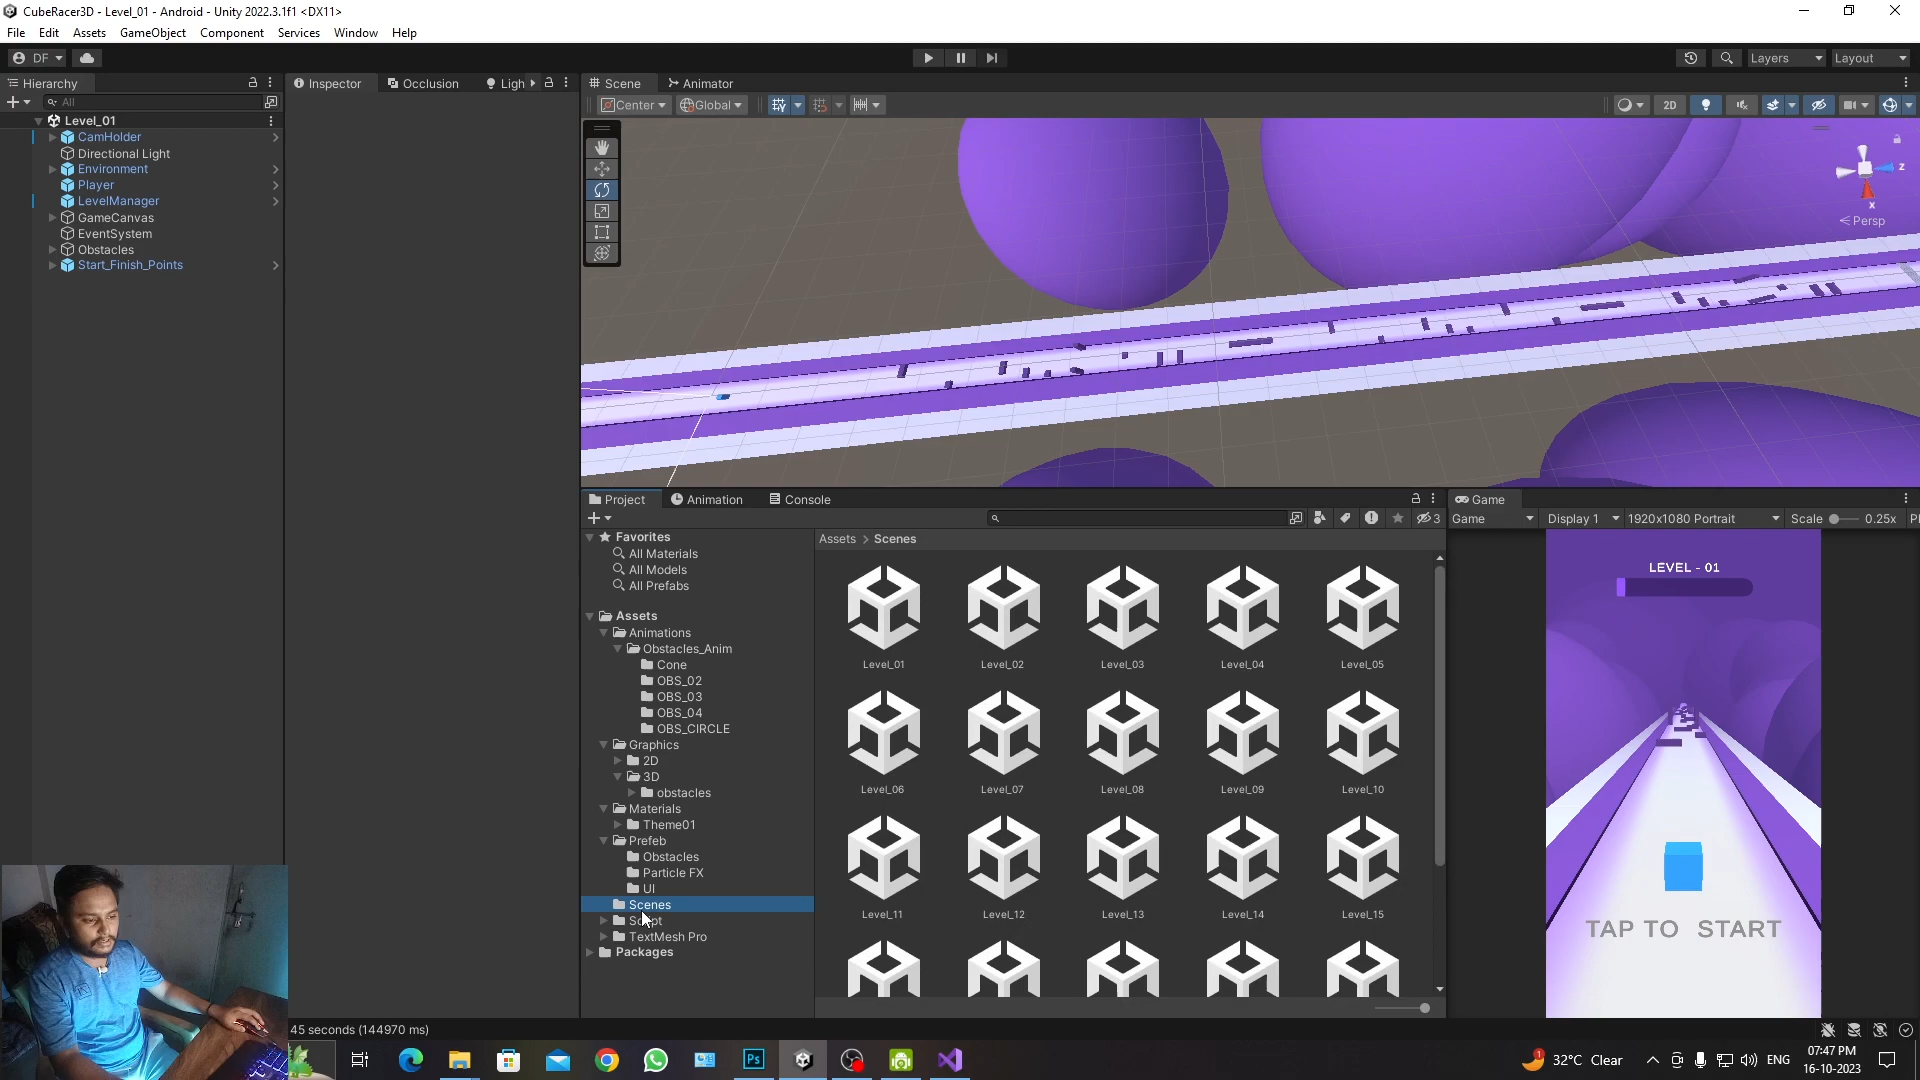 CubeRacer3D - Level_01 - Android - Unity 2022.3.1f1 <DX11>
File Edit Assets GameObject Component Services Window Help
DF
Layers Layout
Hierarchy
Inspector Occlusion Ligh
Scene Animator
All
Center Global 2D
Level_01
CamHolder
Directional Light
Environment
Player
LevelManager
GameCanvas
EventSystem
Obstacles
Start_Finish_Points
z
x
Persp
Project Animation Console
3
Game
Game Display 1 1920x1080 Portrait Scale 0.25x Pl
Favorites
All Materials
All Models
All Prefabs
Assets
Animations
Obstacles_Anim
Cone
OBS_02
OBS_03
OBS_04
OBS_CIRCLE
Graphics
2D
3D
obstacles
Materials
Theme01
Prefeb
Obstacles
Particle FX
UI
Scenes
Script
TextMesh Pro
Packages
Assets > Scenes
Level_01 Level_02 Level_03 Level_04 Level_05
Level_06 Level_07 Level_08 Level_09 Level_10
Level_11 Level_12 Level_13 Level_14 Level_15
LEVEL - 01
TAP TO START
45 seconds (144970 ms)
Ps
1
32°C Clear
ENG
07:47 PM
16-10-2023